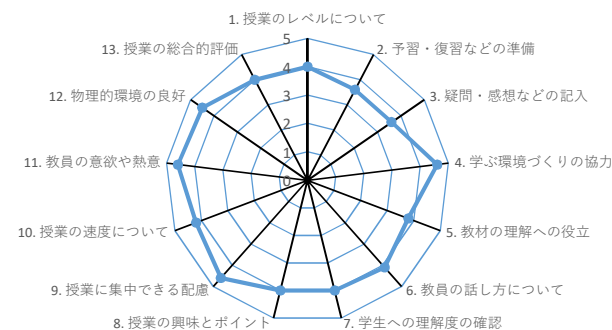 1. 授業のレベルについて
2. 予習・復習などの準備
3. 疑問・感想などの記入
4. 学ぶ環境づくりの協力
5. 教材の理解への役立
6. 教員の話し方について
7. 学生への理解度の確認
8. 授業の興味とポイント
9. 授業に集中できる配慮
10. 授業の速度について
11. 教員の意欲や熱意
12. 物理的環境の良好
13. 授業の総合的評価
5
4
3
2
1
0